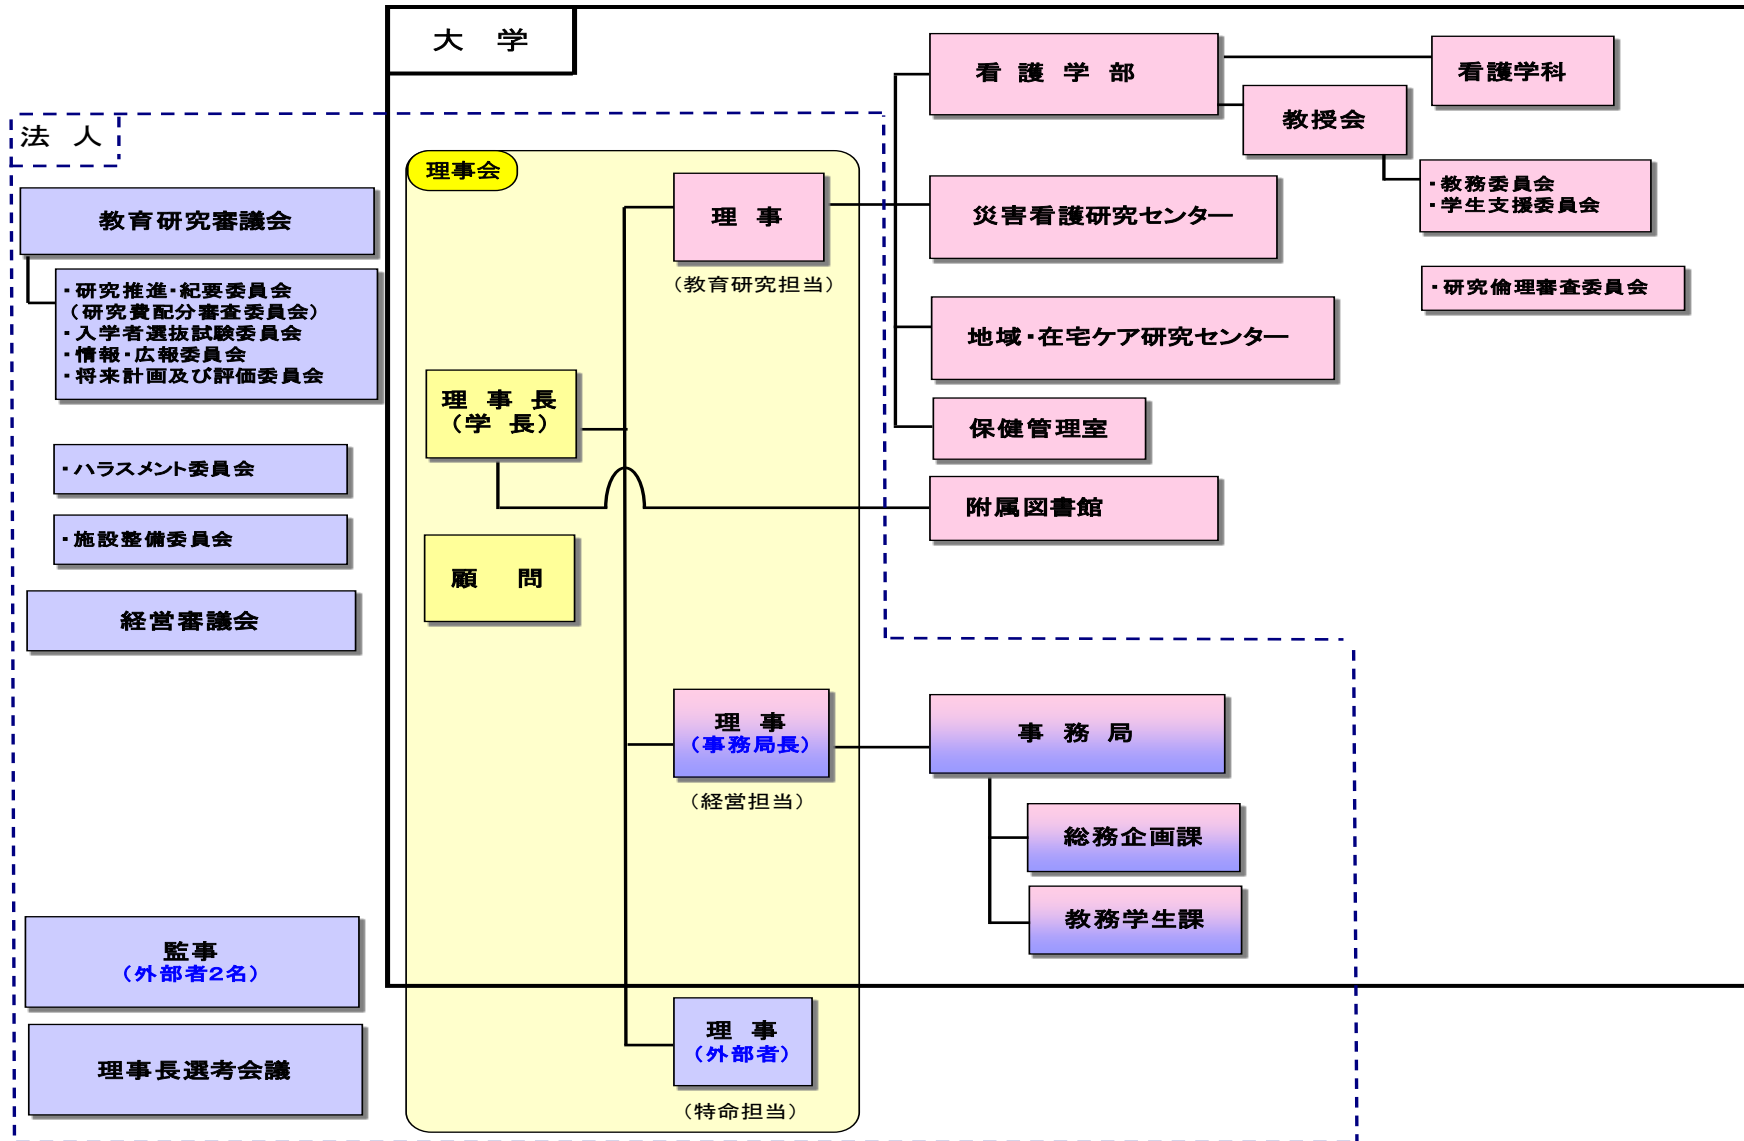 大　学
法　人
教育研究審議会
・研究推進・紀要委員会
（研究費配分審査委員会）
・入学者選抜試験委員会
・情報・広報委員会
・将来計画及び評価委員会
・ハラスメント委員会
・施設整備委員会
経営審議会
監事
（外部者2名）
理事長選考会議
理事会
理　事　長
（学　長）
顧　問
理　事
（教育研究担当）
理　事
（事務局長）
（経営担当）
理　事
（外部者）
（特命担当）
看　護　学　部
看護学科
教授会
・教務委員会
・学生支援委員会
・研究倫理審査委員会
災害看護研究センター
地域・在宅ケア研究センター
保健管理室
附属図書館
事　務　局
総務企画課
教務学生課